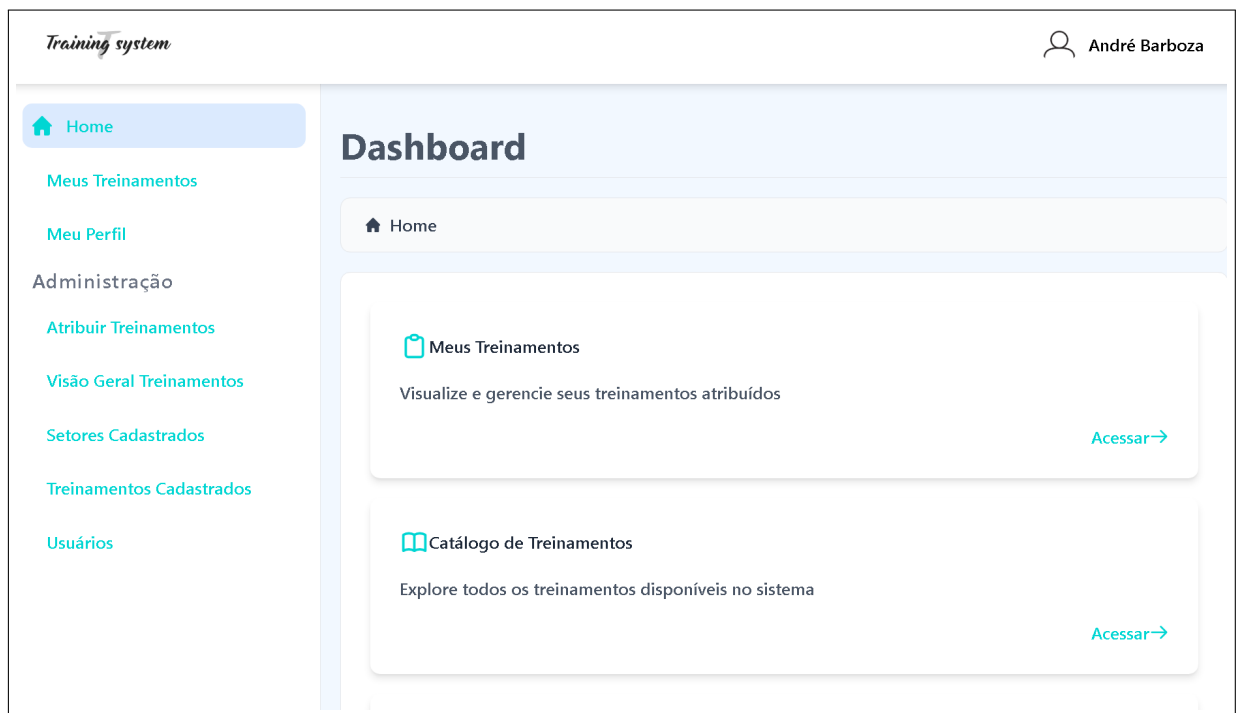 Training system
André Barboza
Home
Meus Treinamentos
Meu Perfil
Administração
Atribuir Treinamentos
Visão Geral Treinamentos
Setores Cadastrados
Treinamentos Cadastrados
Usuários
Dashboard
Home
Meus Treinamentos
Visualize e gerencie seus treinamentos atribuídos
Acessar
Catálogo de Treinamentos
Explore todos os treinamentos disponíveis no sistema
Acessar